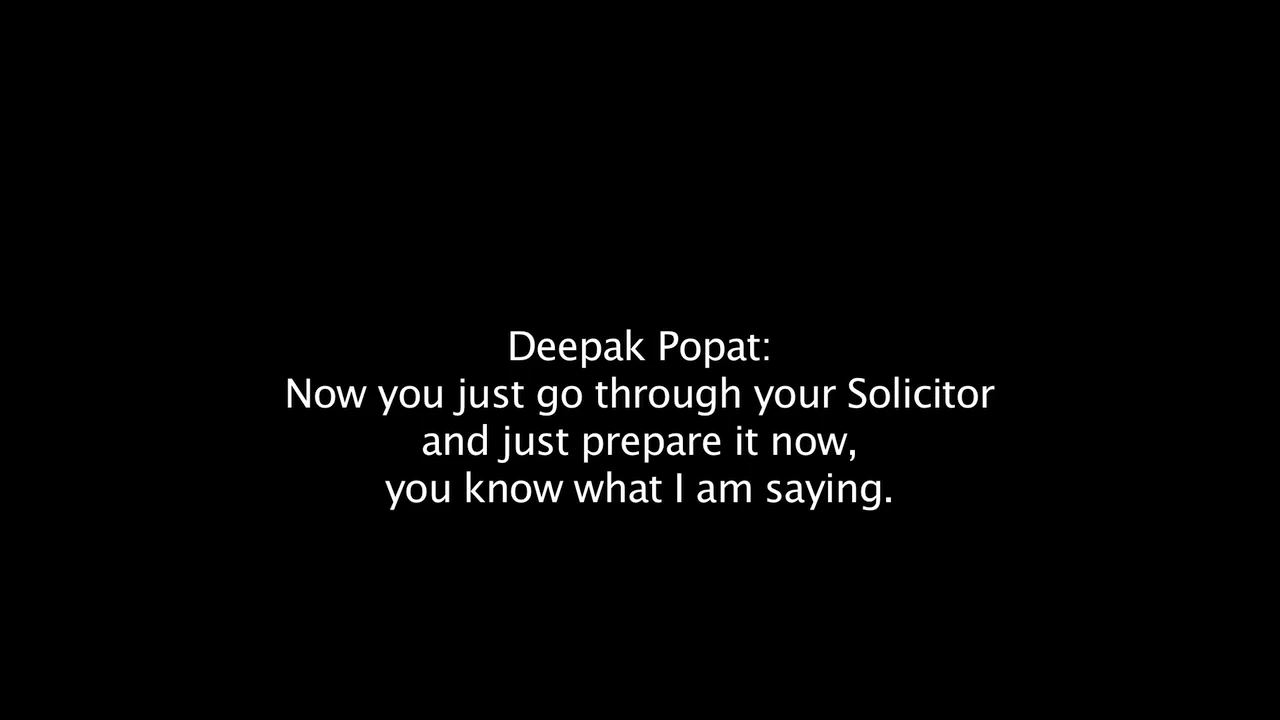 Deepak Popat:
Now you just go through your Solicitor
and just prepare it now,
you know what I am saying.